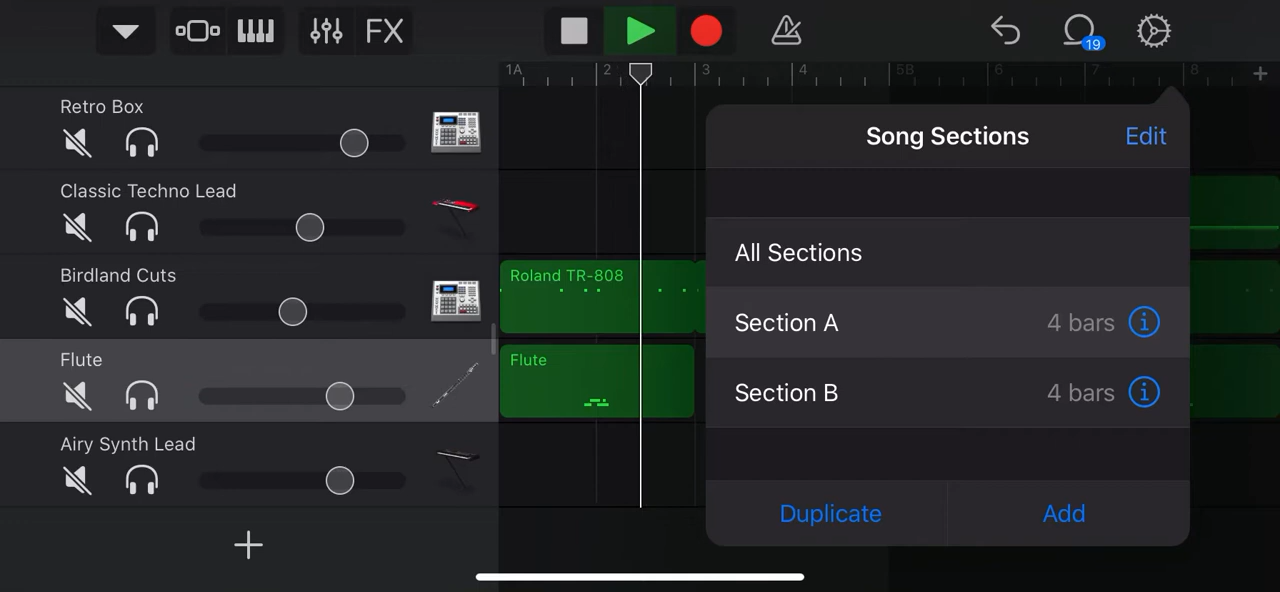 FX
19
1A 2 3 4 5B 6 7 8
Retro Box
Song Sections Edit
Classic Techno Lead
All Sections
Birdland Cuts
Roland TR-808
Section A 4 bars
Flute
Flute
Section B 4 bars
Airy Synth Lead
Duplicate Add